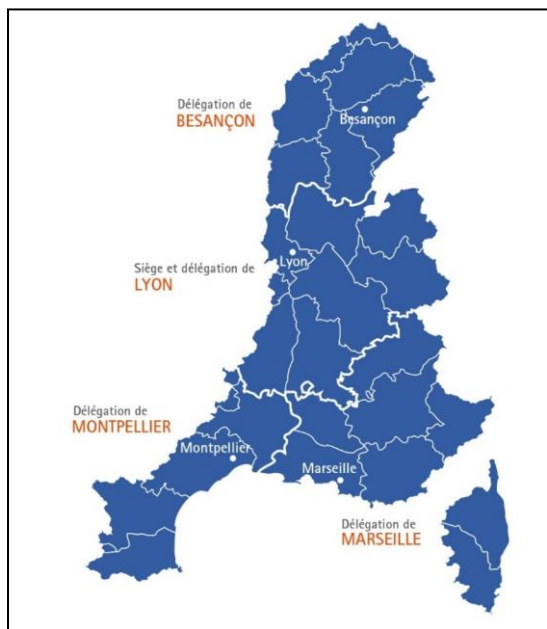 Délégation de
BESANÇON
Besançon
Lyon
Siège et délégation de
LYON
Délégation de
MONTPELLIER
Montpellier
Marseille
Délégation de
MARSEILLE